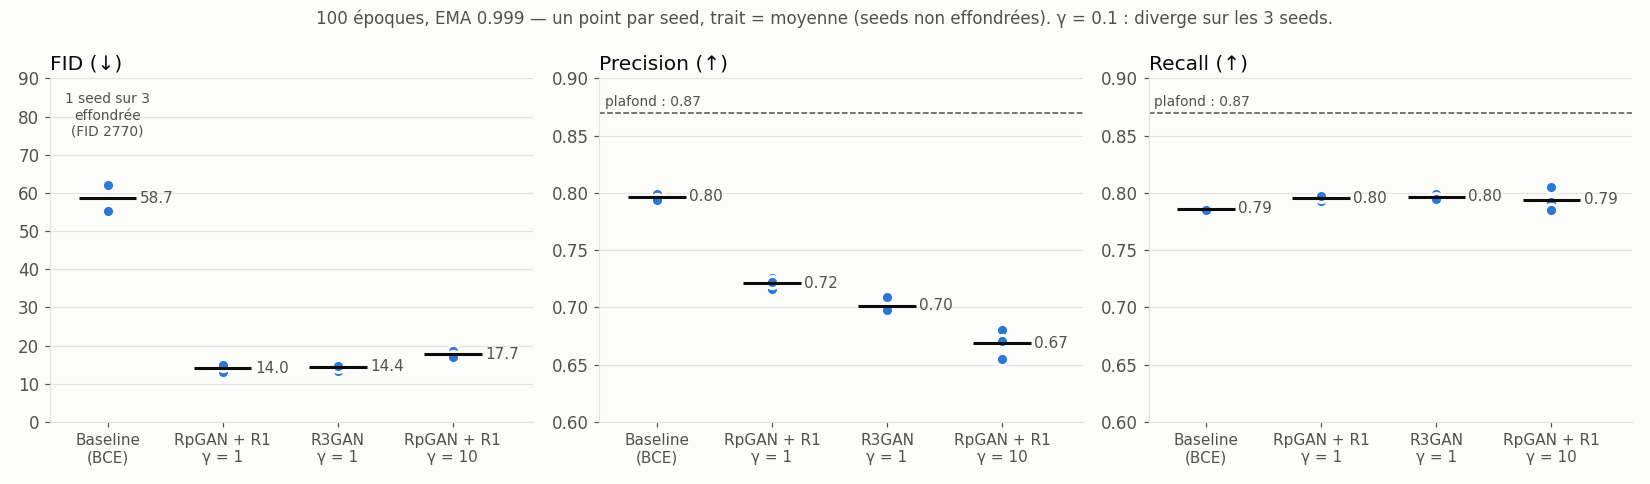 100 époques, EMA 0.999 — un point par seed, trait = moyenne (seeds non effondrées). γ = 0.1 : diverge sur les 3 seeds.
FID (↓)
90
80
70
60
50
40
30
20
10
0
1 seed sur 3
effondrée
(FID 2770)
58.7
14.0
14.4
17.7
Baseline
(BCE)
RpGAN + R1
γ = 1
R3GAN
γ = 1
RpGAN + R1
γ = 10
Precision (↑)
0.90
0.85
0.80
0.75
0.70
0.65
0.60
plafond : 0.87
0.80
0.72
0.70
0.67
Baseline
(BCE)
RpGAN + R1
γ = 1
R3GAN
γ = 1
RpGAN + R1
γ = 10
Recall (↑)
0.90
0.85
0.80
0.75
0.70
0.65
0.60
plafond : 0.87
0.79
0.80
0.80
0.79
Baseline
(BCE)
RpGAN + R1
γ = 1
R3GAN
γ = 1
RpGAN + R1
γ = 10